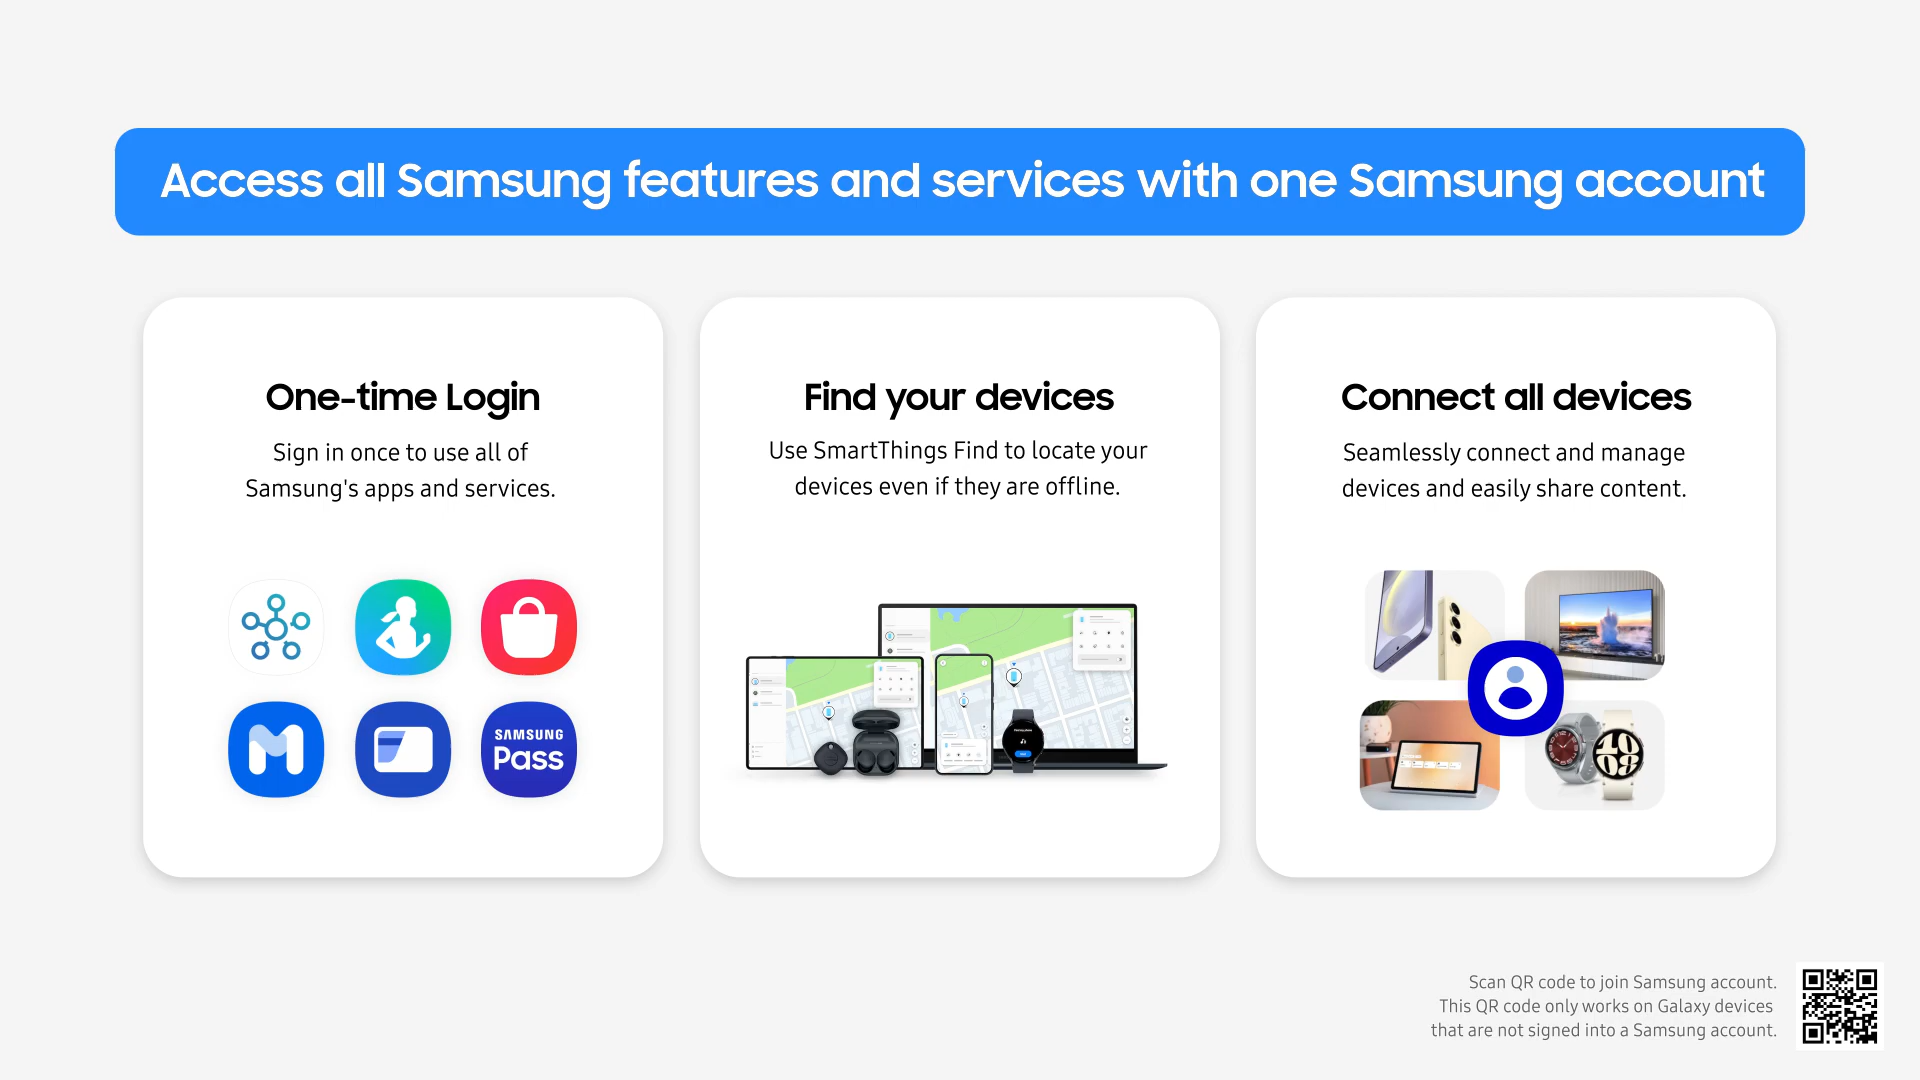 Access all Samsung features and services with one Samsung account
One-time Login
Sign in once to use all of
Samsung's apps and services.
SAMSUNG
Pass
Find your devices
Use SmartThings Find to locate your
devices even if they are offline.
Connect all devices
Seamlessly connect and manage
devices and easily share content.
10
09
Scan QR code to join Samsung account.
This QR code only works on Galaxy devices
that are not signed into a Samsung account.